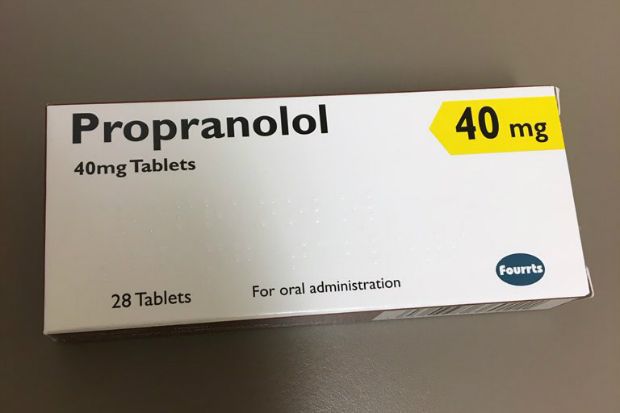 Propranolol
40 mg
40mg Tablets
28 Tablets
For oral administration
Fourrts